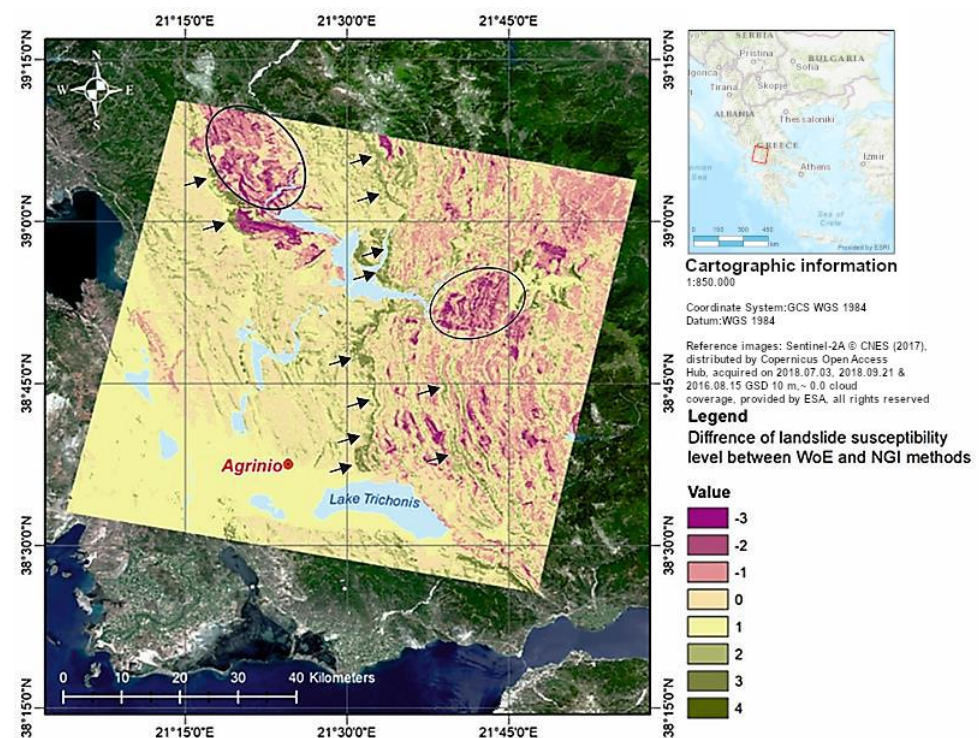 21°15'0"E 21°30'0"E 21°45'0"E
39°15'0"N 39°15'0"N
N
W E
S
39°0'0"N 39°0'0"N
38°45'0"N 38°45'0"N
38°30'0"N 38°30'0"N
38°15'0"N 38°15'0"N
Agrinio
Lake Trichonis
0 10 20 30 40 Kilometers
21°15'0"E 21°30'0"E 21°45'0"E
SERBIA
Pristina
BULGARIA
Sofia
Skopje
Tirana
ALBANIA
Thessaloniki
GREECE
Izmir
Athens
Sea of
Crete
0 150 300 450
km
Provided by ESRI
Cartographic information
1:850.000
Coordinate System:GCS WGS 1984
Datum:WGS 1984
Reference images: Sentinel-2A © CNES (2017),
distributed by Copernicus Open Access
Hub, acquired on 2018.07.03, 2018.09.21 &
2016.08.15 GSD 10 m,~ 0.0 cloud
coverage, provided by ESA, all rights reserved
Legend
Diffrence of landslide susceptibility
level between WoE and NGI methods
Value
-3
-2
-1
0
1
2
3
4